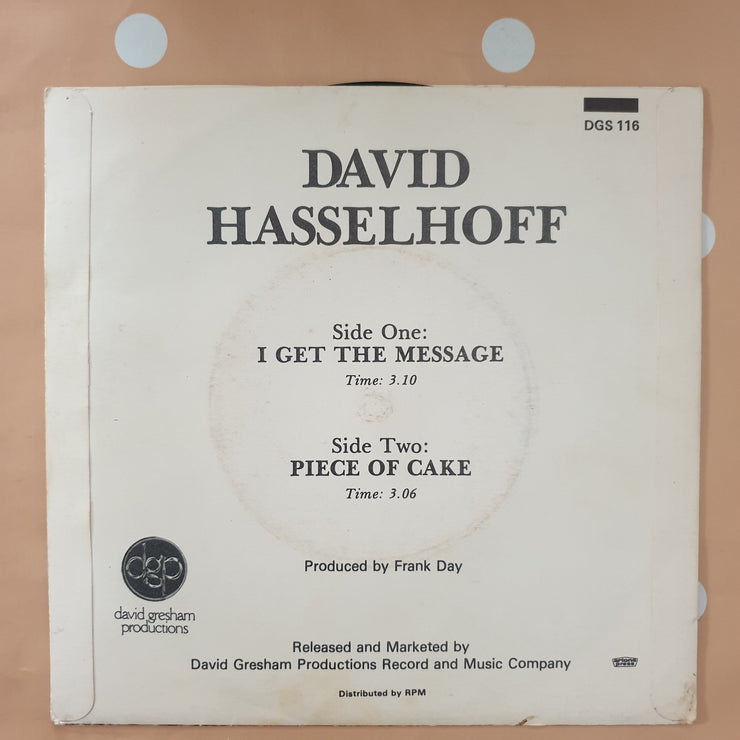 DGS 116
DAVID
HASSELHOFF
Side One:
I GET THE MESSAGE
Time: 3.10
Side Two:
PIECE OF CAKE
Time: 3.06
Produced by Frank Day
dgp
david gresham
productions
Released and Marketed by
David Gresham Productions Record and Music Company
Distributed by RPM